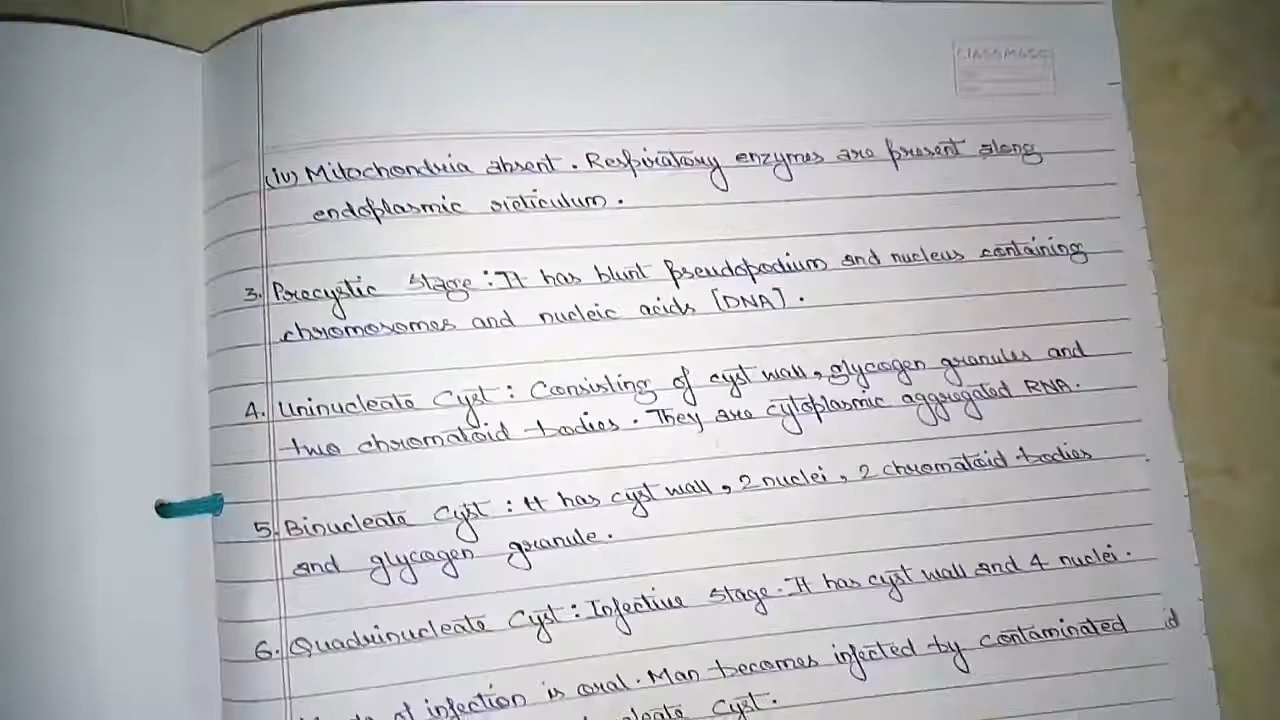 CLASSMATE
(iv) Mitochondria absent. Respiratory enzymes are present along
endoplasmic reticulum.
3. Precystic Stage: It has blunt pseudopodium and nucleus containing
chromosomes and nucleic acids [DNA].
4. Uninucleate Cyst: Consisting of cyst wall, glycogen granules and
two chromatoid bodies. They are cytoplasmic aggregated RNA.
5. Binucleate Cyst: It has cyst wall, 2 nuclei, 2 chromatoid bodies
and glycogen granule.
6. Quadrinucleate Cyst: Infective Stage. It has cyst wall and 4 nuclei.
of infection is oral. Man becomes infected by contaminated
Cyst.